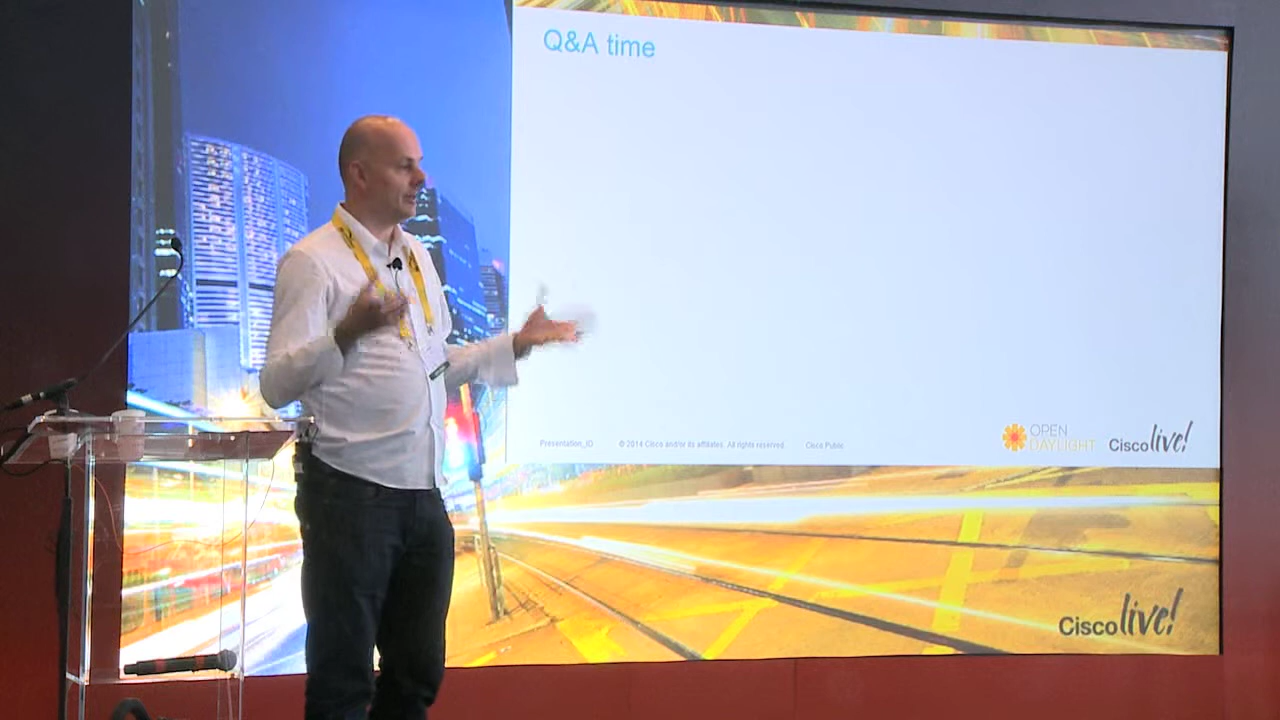 Q&A time
Presentation_ID © 2014 Cisco and/or its affiliates. All rights reserved. Cisco Public
OPEN
DAYLIGHT
Cisco live!
Cisco live!